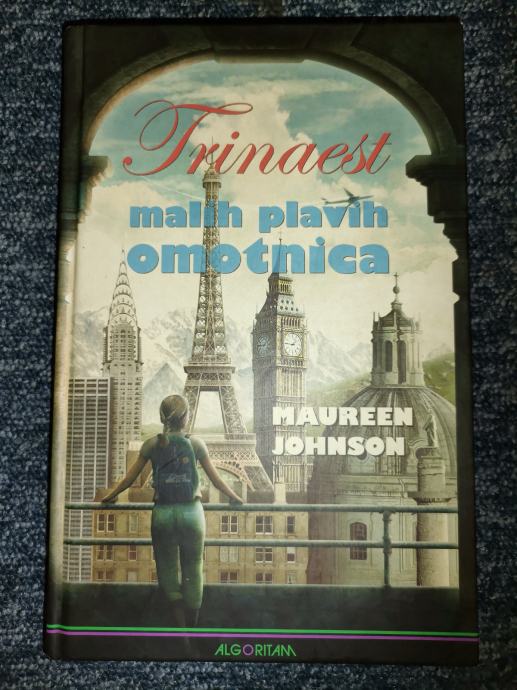 Trinaest
malih plavih
omotnica
MAUREEN
JOHNSON
ALGORITAM